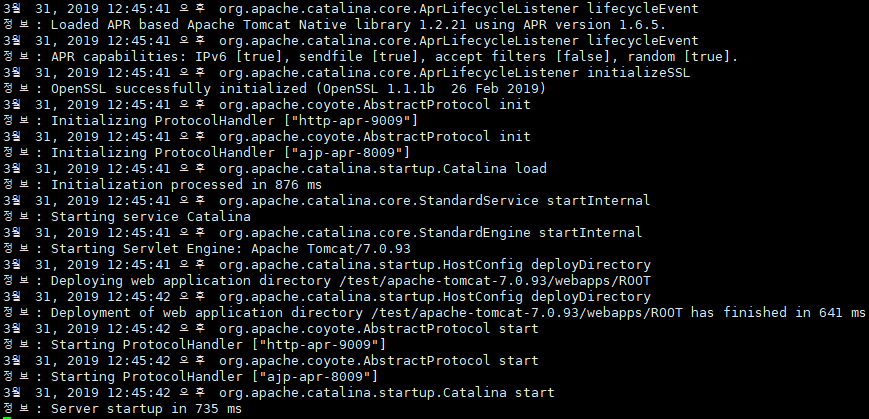 3월  31, 2019 12:45:41 오후  org.apache.catalina.core.AprLifecycleListener lifecycleEvent
정보: Loaded APR based Apache Tomcat Native library 1.2.21 using APR version 1.6.5.
3월  31, 2019 12:45:41 오후  org.apache.catalina.core.AprLifecycleListener lifecycleEvent
정보: APR capabilities: IPv6 [true], sendfile [true], accept filters [false], random [true].
3월  31, 2019 12:45:41 오후  org.apache.catalina.core.AprLifecycleListener initializeSSL
정보: OpenSSL successfully initialized (OpenSSL 1.1.1b  26 Feb 2019)
3월  31, 2019 12:45:41 오후  org.apache.coyote.AbstractProtocol init
정보: Initializing ProtocolHandler ["http-apr-9009"]
3월  31, 2019 12:45:41 오후  org.apache.coyote.AbstractProtocol init
정보: Initializing ProtocolHandler ["ajp-apr-8009"]
3월  31, 2019 12:45:41 오후  org.apache.catalina.startup.Catalina load
정보: Initialization processed in 876 ms
3월  31, 2019 12:45:41 오후  org.apache.catalina.core.StandardService startInternal
정보: Starting service Catalina
3월  31, 2019 12:45:41 오후  org.apache.catalina.core.StandardEngine startInternal
정보: Starting Servlet Engine: Apache Tomcat/7.0.93
3월  31, 2019 12:45:41 오후  org.apache.catalina.startup.HostConfig deployDirectory
정보: Deploying web application directory /test/apache-tomcat-7.0.93/webapps/ROOT
3월  31, 2019 12:45:42 오후  org.apache.catalina.startup.HostConfig deployDirectory
정보: Deployment of web application directory /test/apache-tomcat-7.0.93/webapps/ROOT has finished in 641 ms
3월  31, 2019 12:45:42 오후  org.apache.coyote.AbstractProtocol start
정보: Starting ProtocolHandler ["http-apr-9009"]
3월  31, 2019 12:45:42 오후  org.apache.coyote.AbstractProtocol start
정보: Starting ProtocolHandler ["ajp-apr-8009"]
3월  31, 2019 12:45:42 오후  org.apache.catalina.startup.Catalina start
정보: Server startup in 735 ms